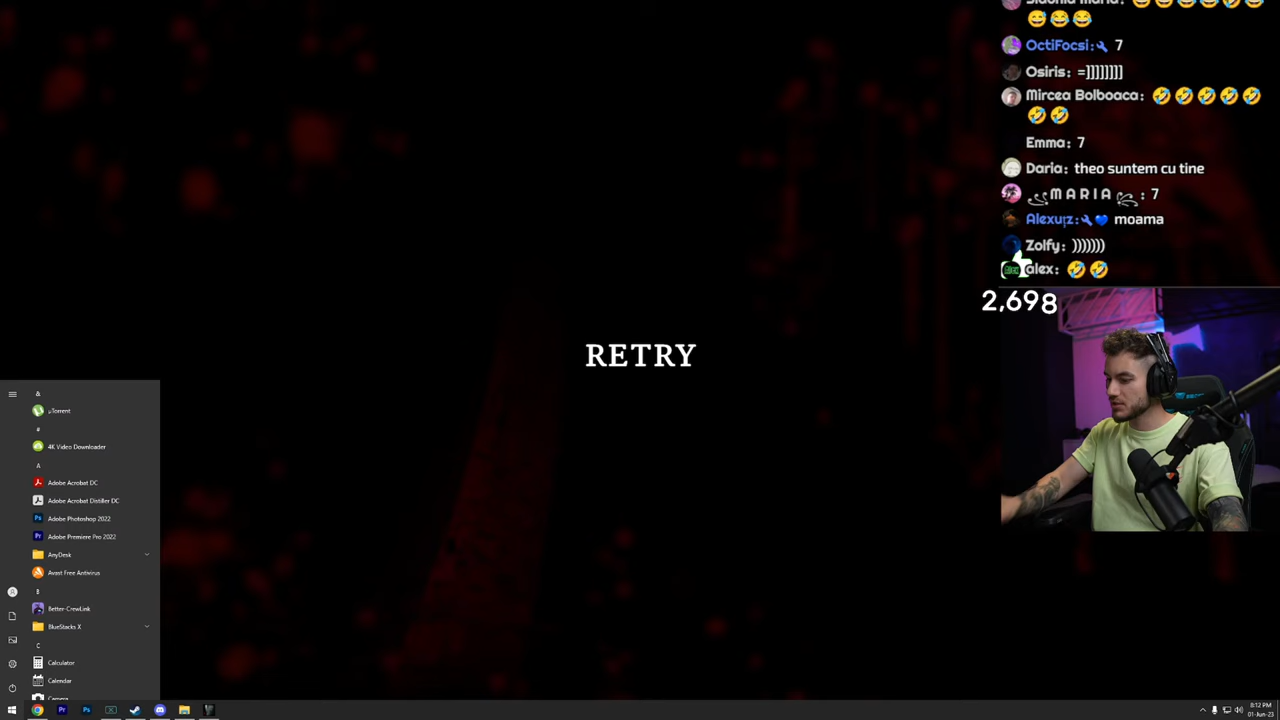 OctiFocsi: 7
Osiris: =]]]]]]]]
Mircea Bolboaca: 🤣🤣🤣🤣🤣
🤣🤣
Emma: 7
Daria: theo suntem cu tine
M A R I A : 7
moama
Zolfy: )))))))
alex: 🤣🤣
2,698
RETRY
&
µTorrent
#
4K Video Downloader
A
Adobe Acrobat DC
Adobe Acrobat Distiller DC
Adobe Photoshop 2022
Adobe Premiere Pro 2022
AnyDesk
Avast Free Antivirus
B
Better-CrewLink
BlueStacks X
C
Calculator
Calendar
Camera
8:12 PM
01-Jun-23